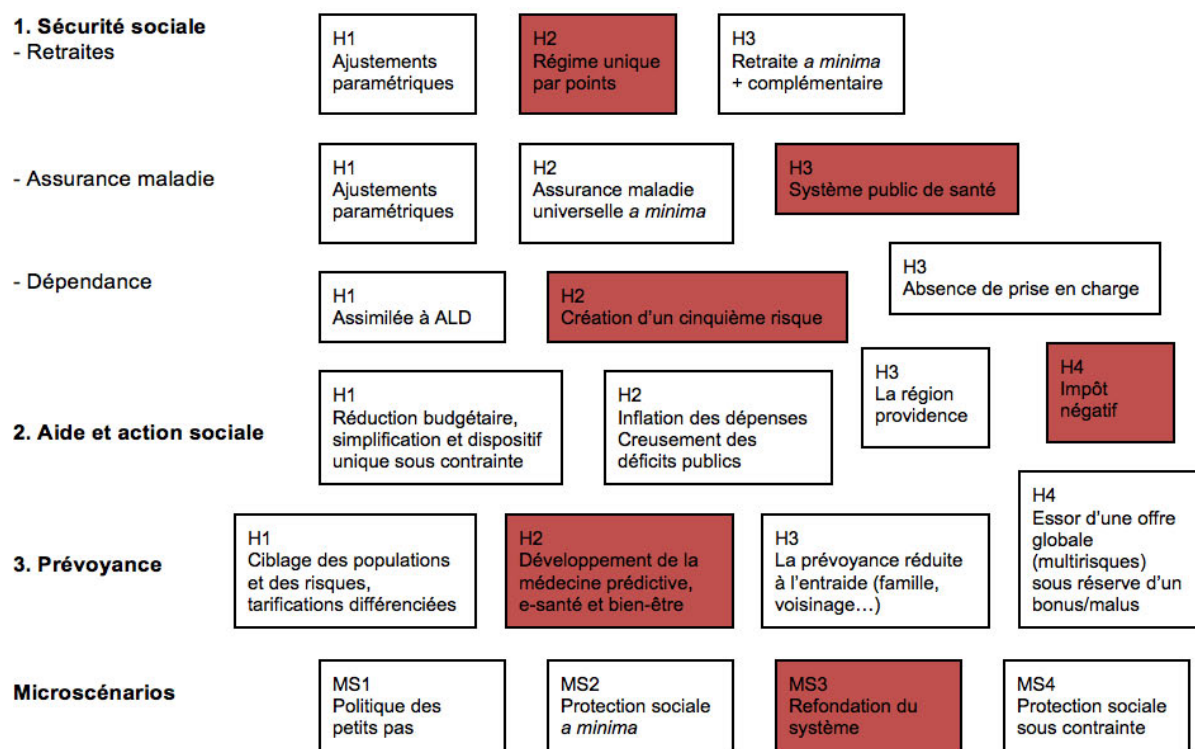 1. Sécurité sociale
- Retraites
H1
Ajustements
paramétriques
H2
Régime unique
par points
H3
Retraite a minima
+ complémentaire
- Assurance maladie
H1
Ajustements
paramétriques
H2
Assurance maladie
universelle a minima
H3
Système public de santé
- Dépendance
H1
Assimilée à ALD
H2
Création d'un cinquième risque
H3
Absence de prise en charge
2. Aide et action sociale
H1
Réduction budgétaire,
simplification et dispositif
unique sous contrainte
H2
Inflation des dépenses
Creusement des
déficits publics
H3
La région
providence
H4
Impôt
négatif
3. Prévoyance
H1
Ciblage des populations
et des risques,
tarifications différenciées
H2
Développement de la
médecine prédictive,
e-santé et bien-être
H3
La prévoyance réduite
à l'entraide (famille,
voisinage…)
H4
Essor d'une offre
globale
(multirisques)
sous réserve d'un
bonus/malus
Microscénarios
MS1
Politique des
petits pas
MS2
Protection sociale
a minima
MS3
Refondation du
système
MS4
Protection sociale
sous contrainte